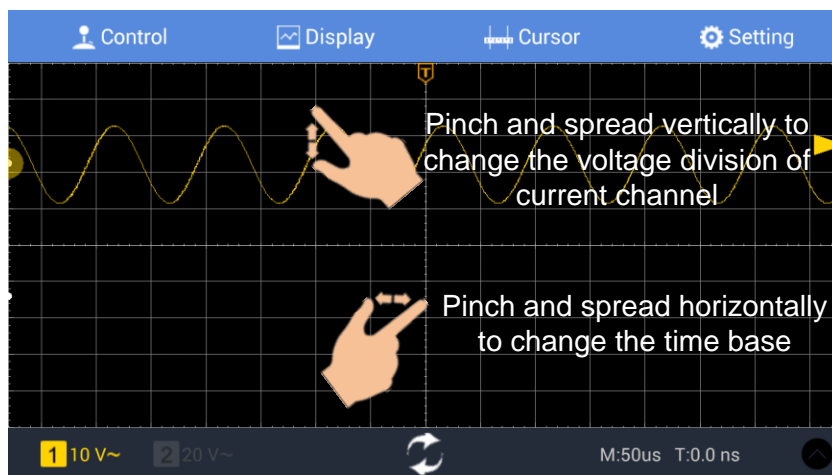 Control Display Cursor Setting
T
Pinch and spread vertically to
change the voltage division of
current channel
Pinch and spread horizontally
to change the time base
1 10 V~ 2 20 V~ M:50us T:0.0 ns